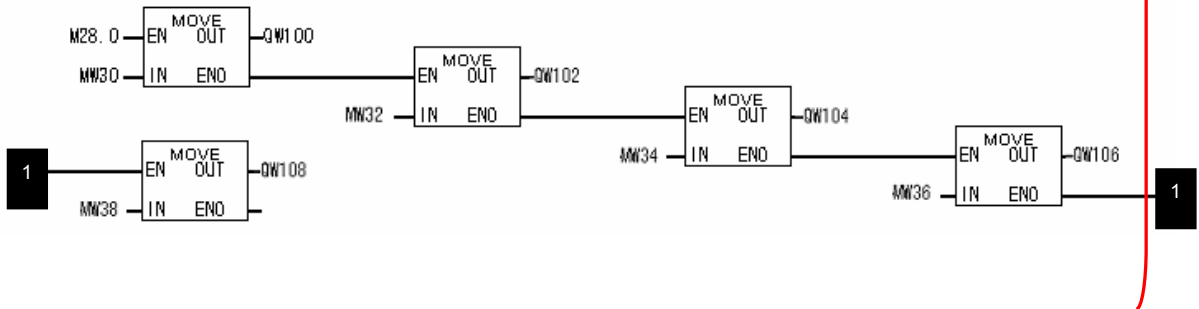 MOVE
M28.0 EN OUT QW100
MW30 IN ENO
MOVE
EN OUT QW102
MW32 IN ENO
MOVE
EN OUT QW104
MW34 IN ENO
MOVE
EN OUT QW106
MW36 IN ENO
1
1
MOVE
EN OUT QW108
MW38 IN ENO